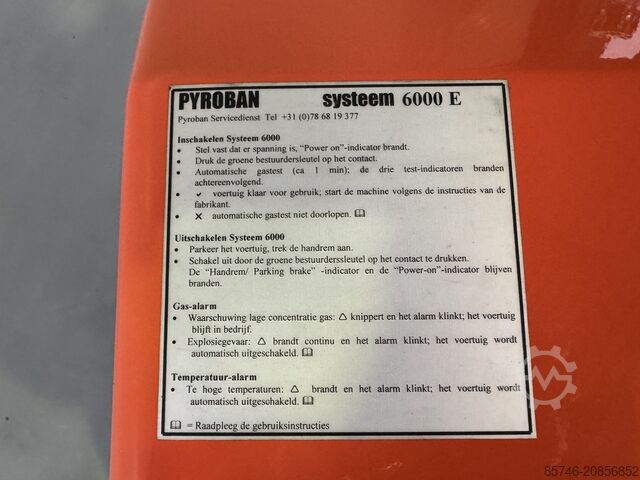 PYROBAN systeem 6000 E
Pyroban Servicedienst Tel +31 (0)78 68 19 377
Inschakelen Systeem 6000
• Stel vast dat er spanning is, "Power on"-indicator brandt.
• Druk de groene bestuurdersleutel op het contact.
• Automatische gastest (ca 1 min); de drie test-indicatoren branden
achtereenvolgend.
• ✓ voertuig klaar voor gebruik; start de machine volgens de instructies van de
fabrikant.
• ✕ automatische gastest niet doorlopen. 🕮
Uitschakelen Systeem 6000
• Parkeer het voertuig, trek de handrem aan.
• Schakel uit door de groene bestuurdersleutel op het contact te drukken.
De "Handrem/ Parking brake" -indicator en de "Power-on"-indicator blijven
branden.
Gas-alarm
• Waarschuwing lage concentratie gas: △ knippert en het alarm klinkt; het voertuig
blijft in bedrijf.
• Explosiegevaar: △ brandt continu en het alarm klinkt; het voertuig wordt
automatisch uitgeschakeld. 🕮
Temperatuur-alarm
• Te hoge temperaturen: △ brandt en het alarm klinkt; het voertuig wordt
automatisch uitgeschakeld. 🕮
🕮 = Raadpleeg de gebruiksinstructies
85746-20856852